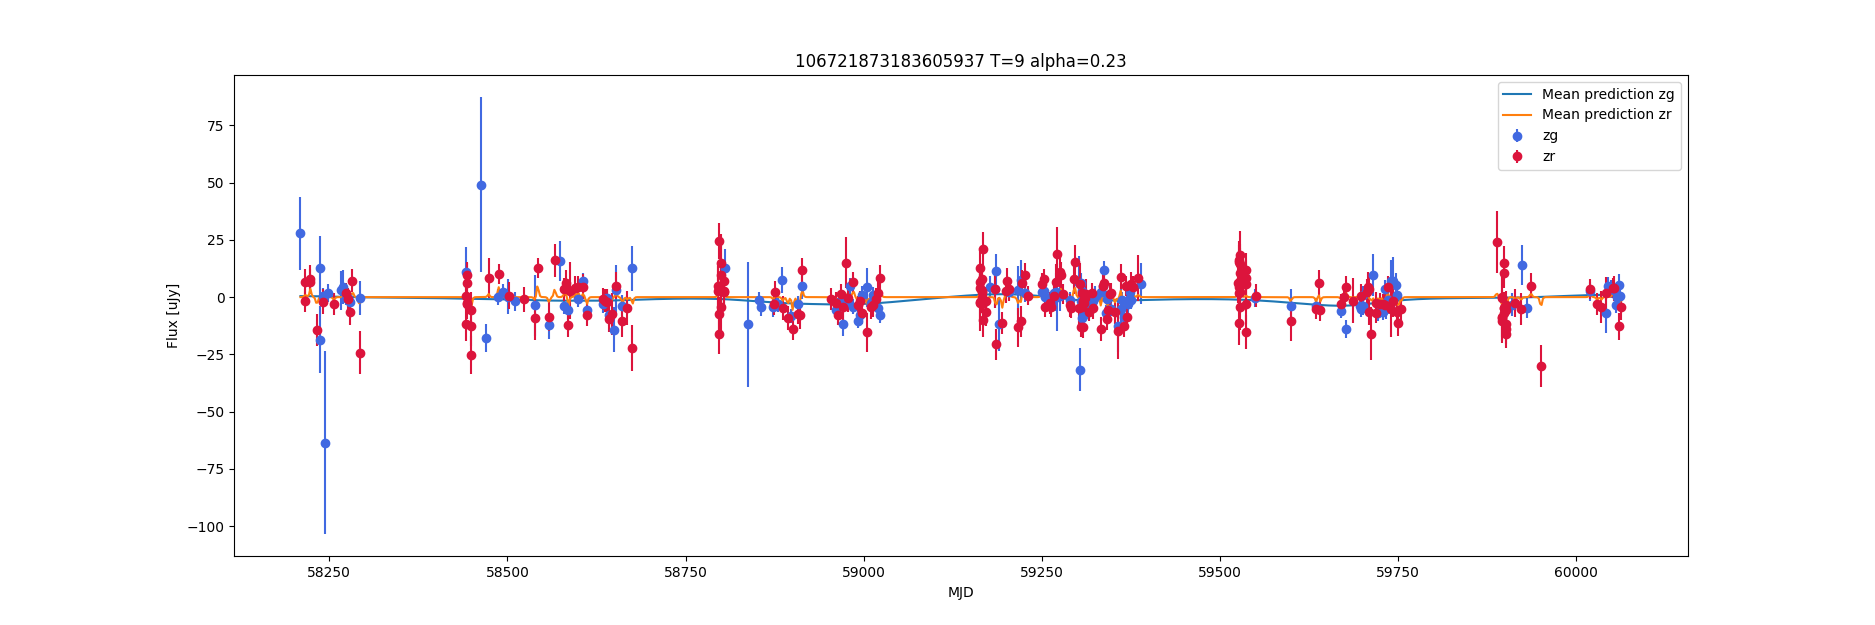 106721873183605937 T=9 alpha=0.23
Mean prediction zg
Mean prediction zr
zg
zr
Flux [uJy]
75
50
25
0
−25
−50
−75
−100
58250 58500 58750 59000 59250 59500 59750 60000
MJD